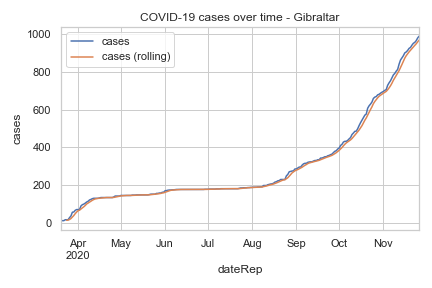 COVID-19 cases over time - Gibraltar
cases
cases (rolling)
1000
800
600
400
200
0
cases
Apr
2020
May
Jun
Jul
Aug
Sep
Oct
Nov
dateRep